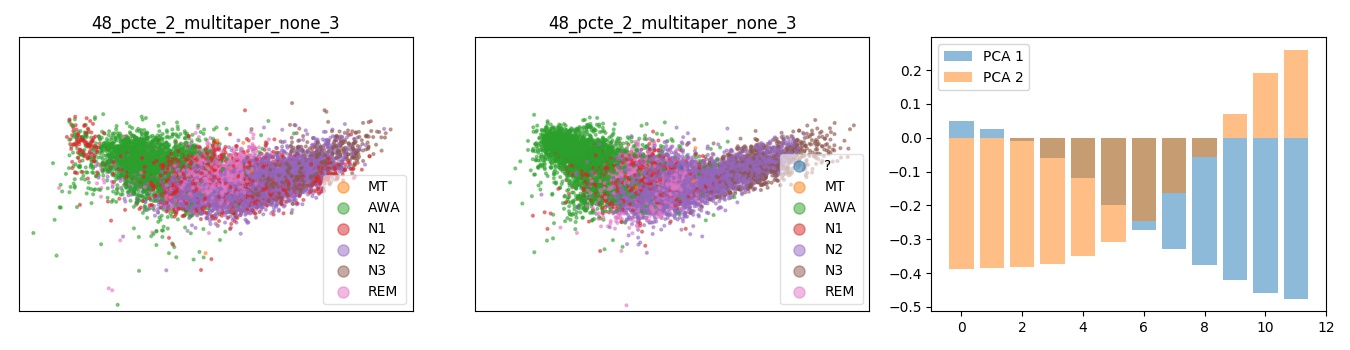 48_pcte_2_multitaper_none_3
MT
AWA
N1
N2
N3
REM
48_pcte_2_multitaper_none_3
?
MT
AWA
N1
N2
N3
REM
PCA 1
PCA 2
0.2
0.1
0.0
−0.1
−0.2
−0.3
−0.4
−0.5
0 2 4 6 8 10 12